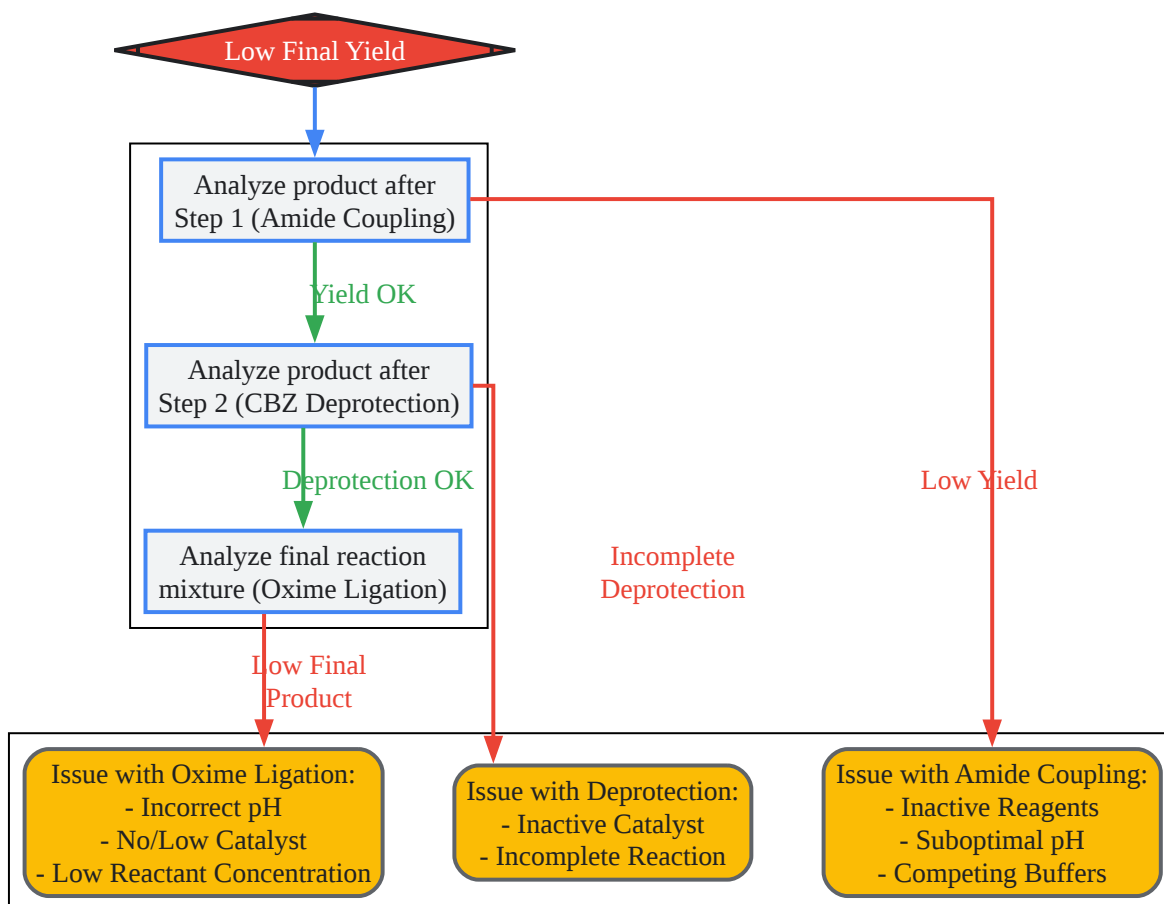 Low Final Yield
Analyze product after
Step 1 (Amide Coupling)
Yield OK
Analyze product after
Step 2 (CBZ Deprotection)
Deprotection OK
Low Yield
Analyze final reaction
mixture (Oxime Ligation)
Incomplete
Deprotection
Low Final
Product
Issue with Oxime Ligation:
- Incorrect pH
- No/Low Catalyst
- Low Reactant Concentration
Issue with Deprotection:
- Inactive Catalyst
- Incomplete Reaction
Issue with Amide Coupling:
- Inactive Reagents
- Suboptimal pH
- Competing Buffers